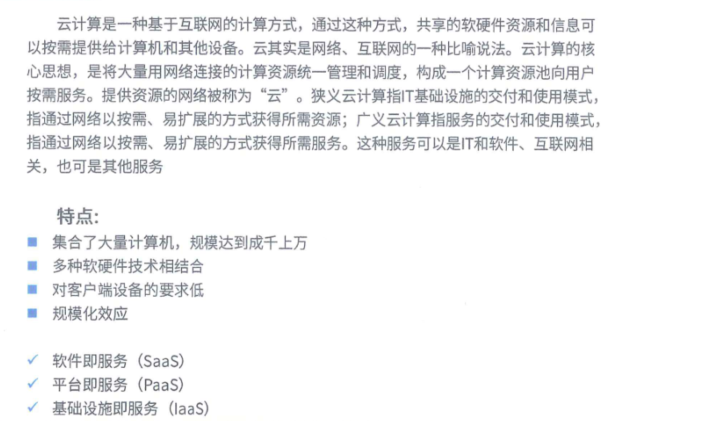 云计算是一种基于互联网的计算方式，通过这种方式，共享的软硬件资源和信息可
以按需提供给计算机和其他设备。云其实是网络、互联网的一种比喻说法。云计算的核
心思想，是将大量用网络连接的计算资源统一管理和调度，构成一个计算资源池向用户
按需服务。提供资源的网络被称为“云”。狭义云计算指IT基础设施的交付和使用模式，
指通过网络以按需、易扩展的方式获得所需资源；广义云计算指服务的交付和使用模式，
指通过网络以按需、易扩展的方式获得所需服务。这种服务可以是IT和软件、互联网相
关，也可是其他服务
特点:
■ 集合了大量计算机，规模达到成千上万
■ 多种软硬件技术相结合
■ 对客户端设备的要求低
■ 规模化效应
✓ 软件即服务（SaaS）
✓ 平台即服务（PaaS）
✓ 基础设施即服务（IaaS）